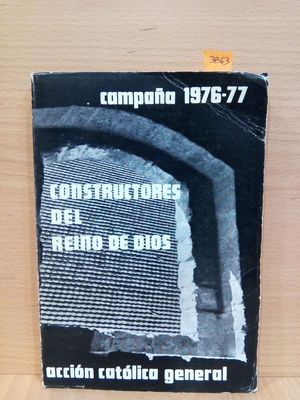 3863
campaña 1976-77
CONSTRUCTORES
DEL
REINO DE DIOS
acción católica general